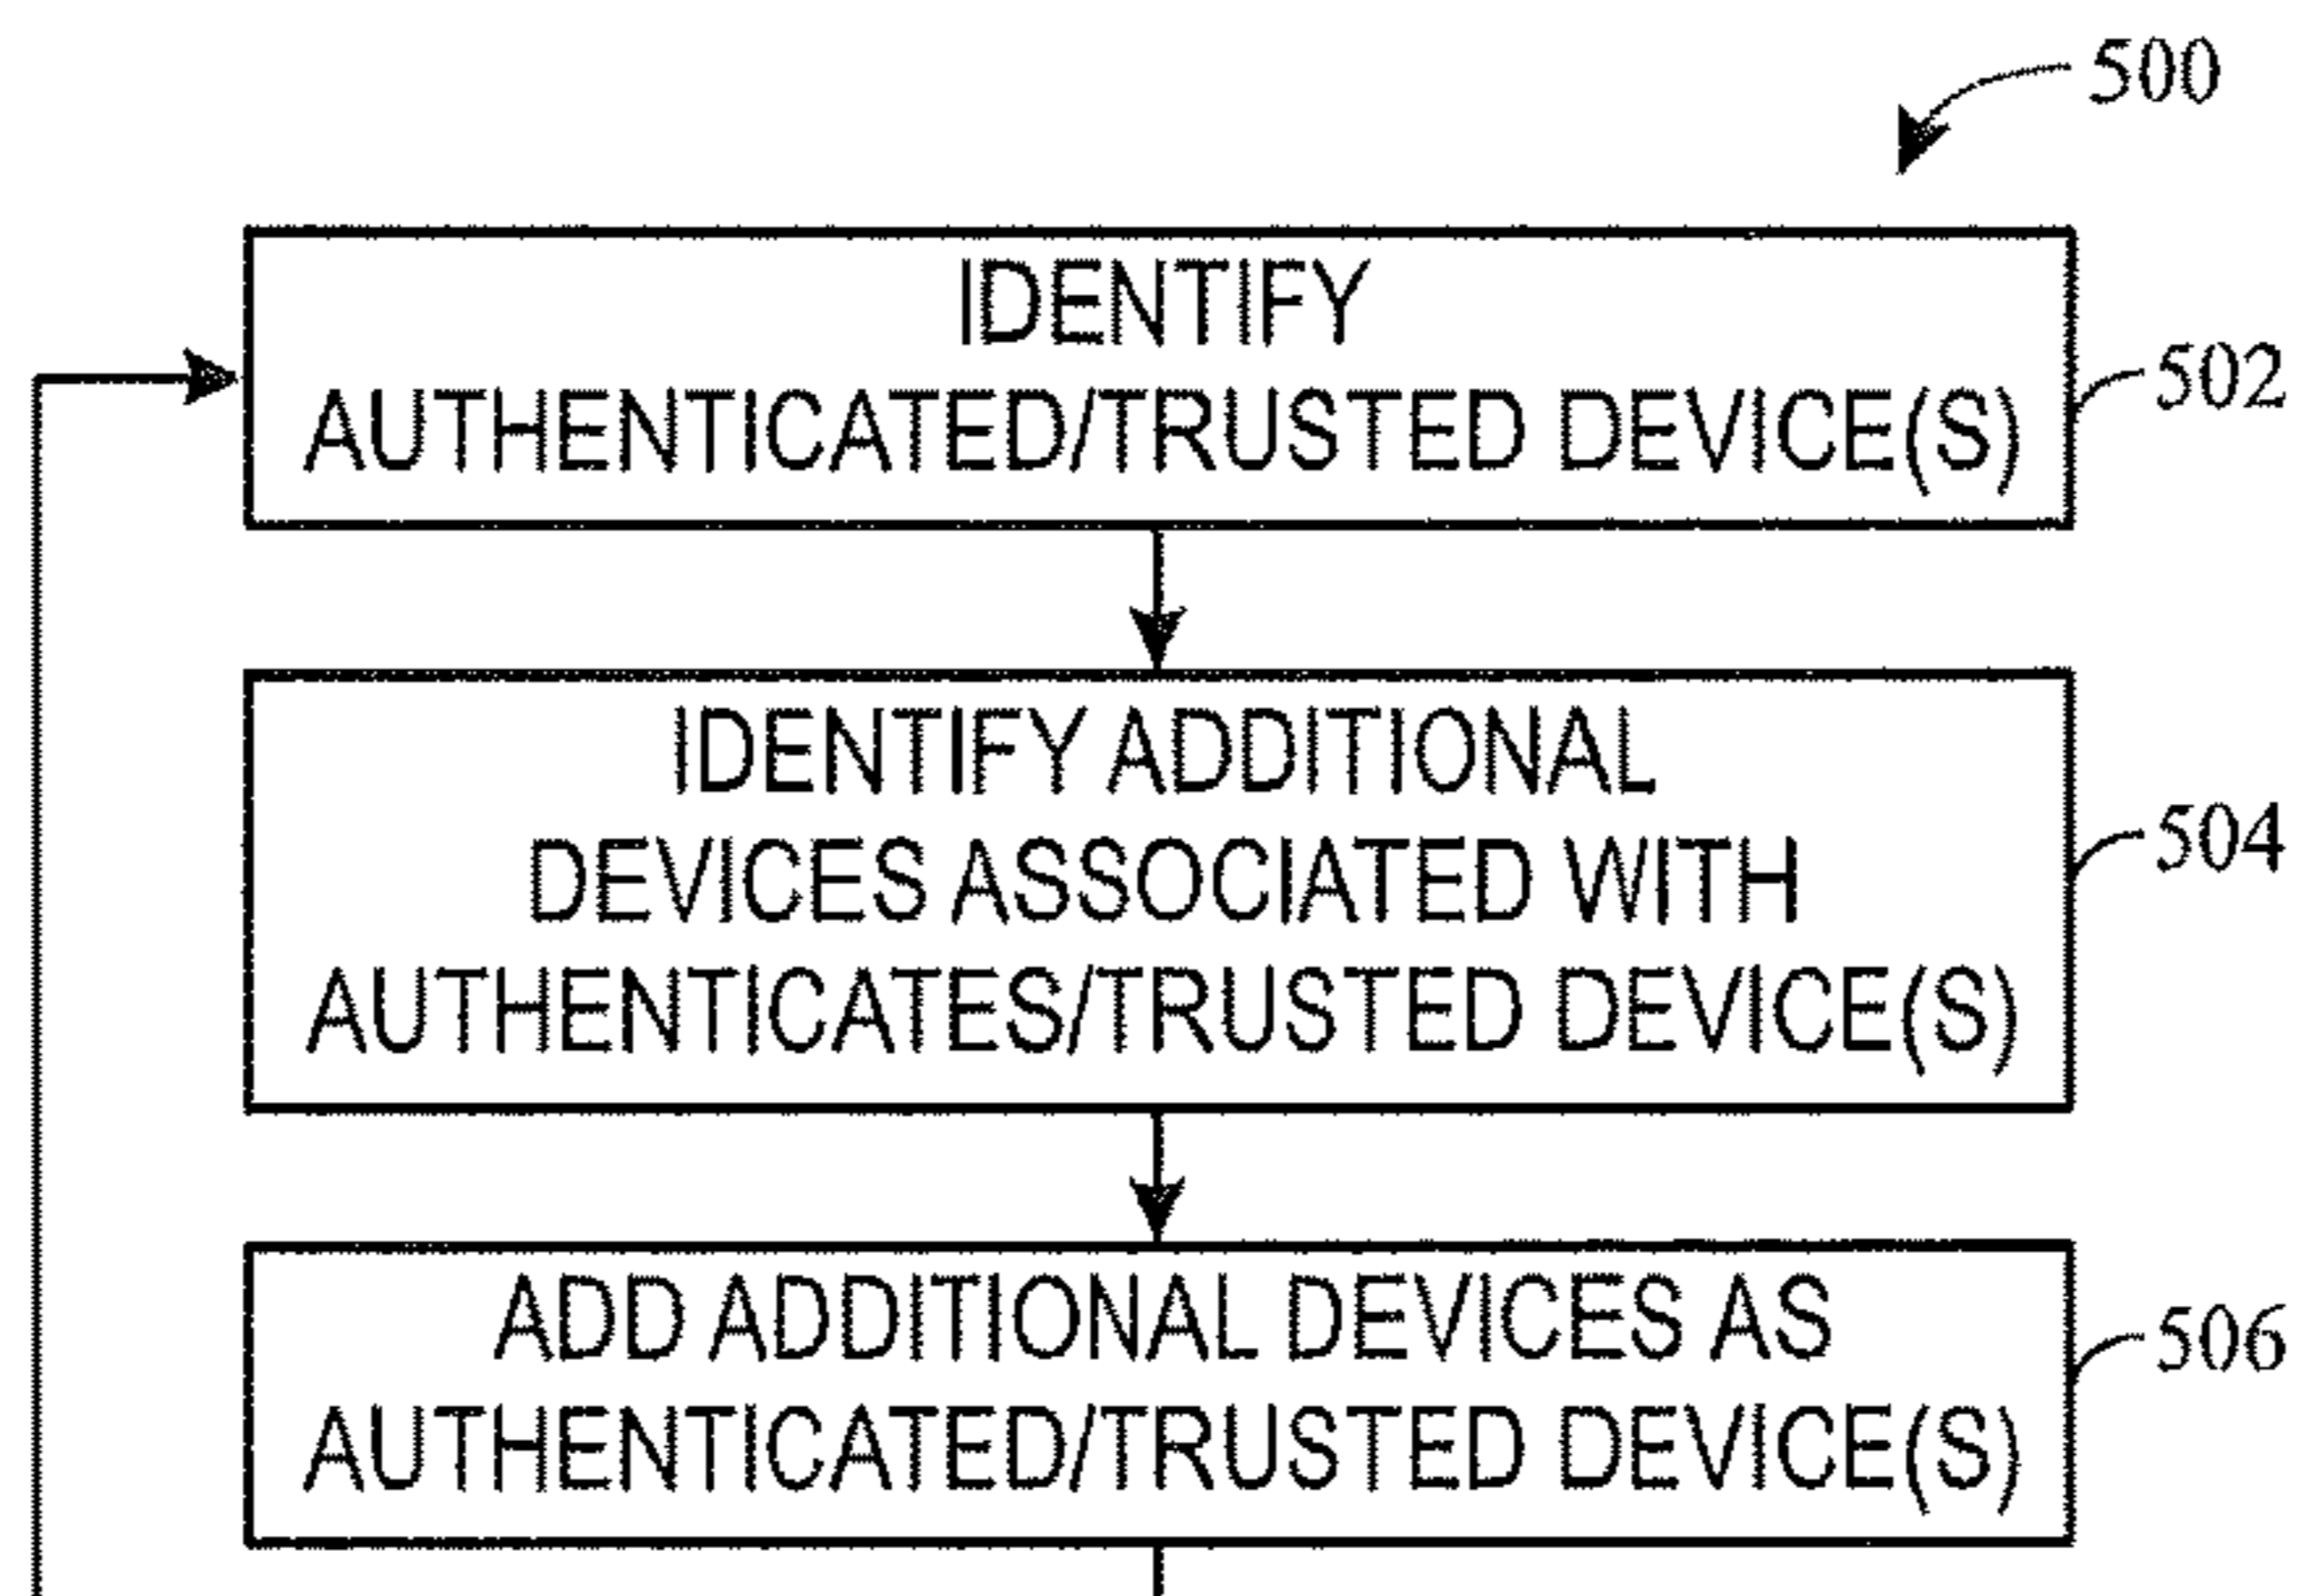 500
IDENTIFY
AUTHENTICATED/TRUSTED DEVICE(S)
502
IDENTIFY ADDITIONAL
DEVICES ASSOCIATED WITH
AUTHENTICATES/TRUSTED DEVICE(S)
504
ADD ADDITIONAL DEVICES AS
AUTHENTICATED/TRUSTED DEVICE(S)
506